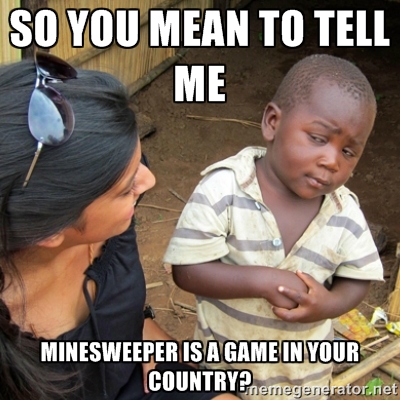 SO YOU MEAN TO TELL
ME
MINESWEEPER IS A GAME IN YOUR
COUNTRY?
memegenerator.net